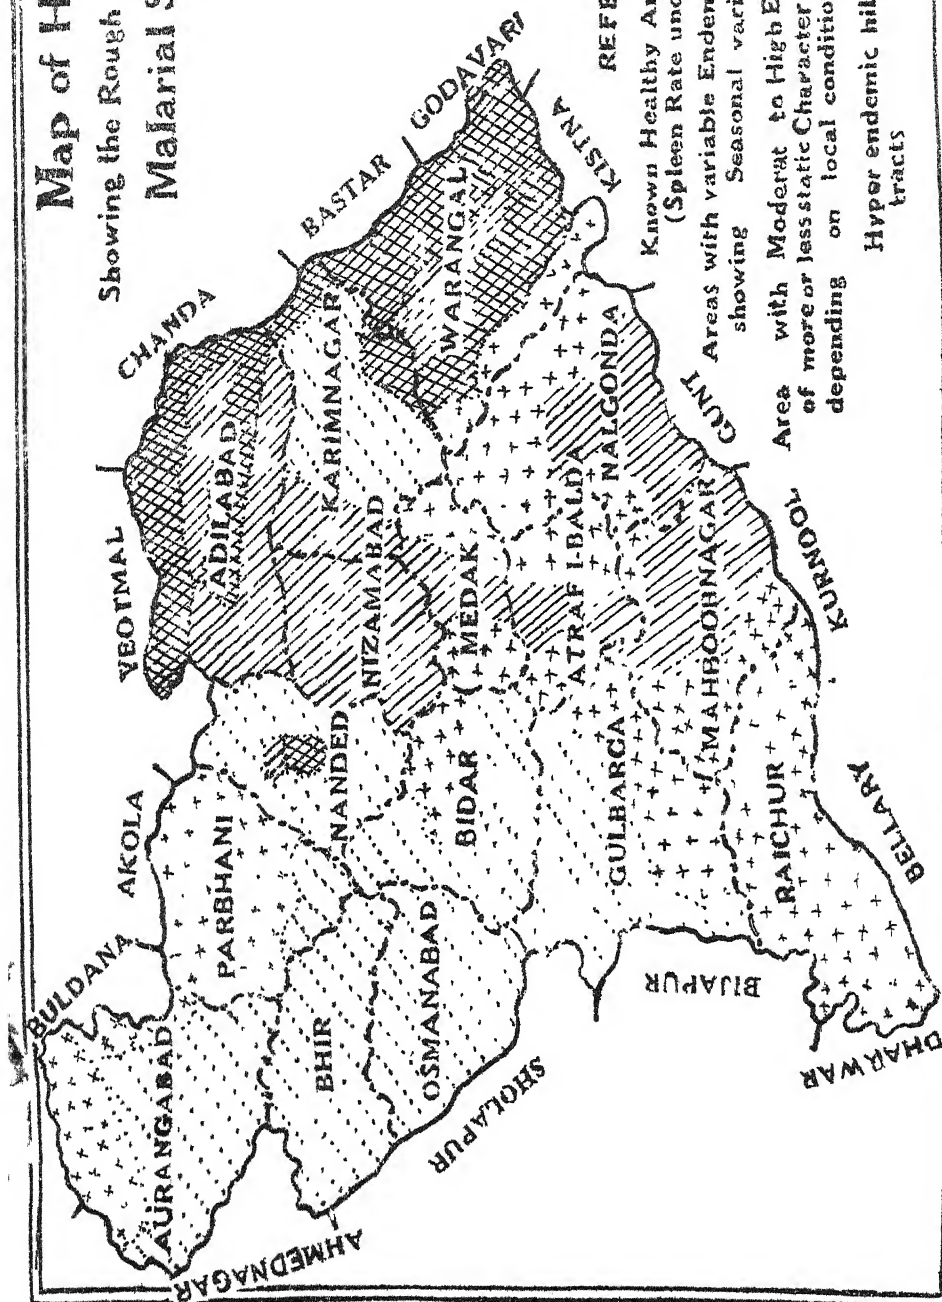 Map of H
Showing the Rough
Malarial S
CHANDA
BASTAR
GODAVARI
KISTNA
YEOTMAL
AKOLA
BULDANA
AHMEDNAGAR
SHOLAPUR
BIJAPUR
DHARWAR
BELLARY
KURNOOL
GUNT
ADILABAD
KARIMNAGAR
WARANGAL
NIZAMABAD
NANDED
PARBHANI
AURANGABAD
BHIR
OSMANABAD
BIDAR
MEDAK
ATRAF I-BALDA
NALGONDA
GULBARGA
MAHBOOBNAGAR
RAICHUR
REFE
Known Healthy Ar
(Spleen Rate und
Areas with variable Endem
showing Seasonal vari
Area with Moderat to High E
of more or less static Character
depending on local conditio
Hyper endemic hil
tracts